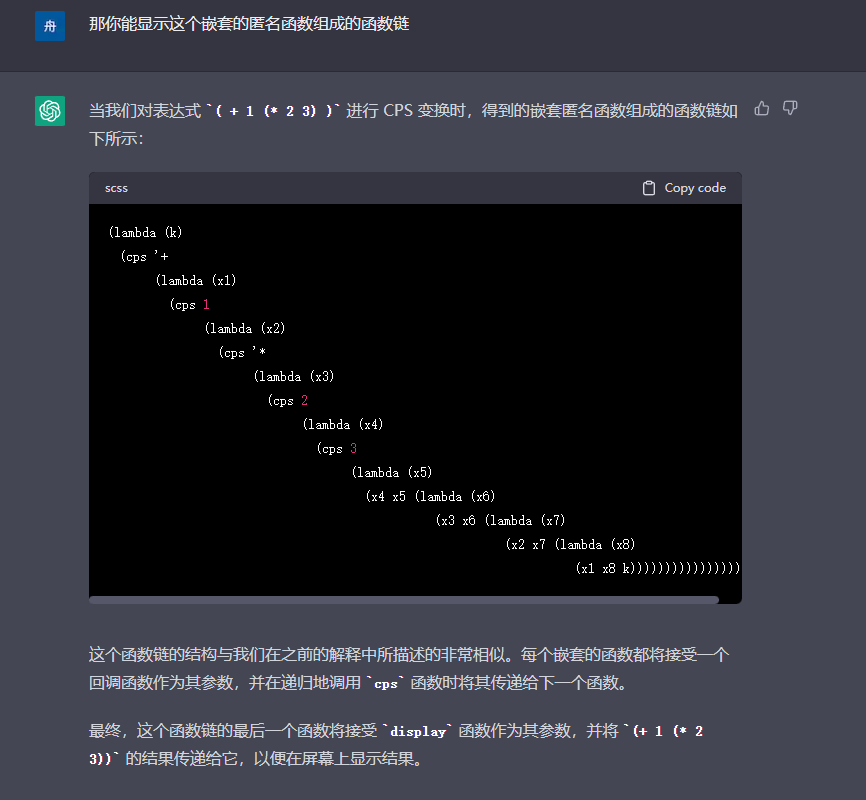 舟
那你能显示这个嵌套的匿名函数组成的函数链
当我们对表达式 `( + 1 (* 2 3) )` 进行 CPS 变换时，得到的嵌套匿名函数组成的函数链如
下所示：
scss
Copy code
(lambda (k)
(cps '+
(lambda (x1)
(cps 1
(lambda (x2)
(cps '*
(lambda (x3)
(cps 2
(lambda (x4)
(cps 3
(lambda (x5)
(x4 x5 (lambda (x6)
(x3 x6 (lambda (x7)
(x2 x7 (lambda (x8)
(x1 x8 k))))))))))))))))
这个函数链的结构与我们在之前的解释中所描述的非常相似。每个嵌套的函数都将接受一个
回调函数作为其参数，并在递归地调用 `cps` 函数时将其传递给下一个函数。
最终，这个函数链的最后一个函数将接受 `display` 函数作为其参数，并将 `(+ 1 (* 2
3))` 的结果传递给它，以便在屏幕上显示结果。